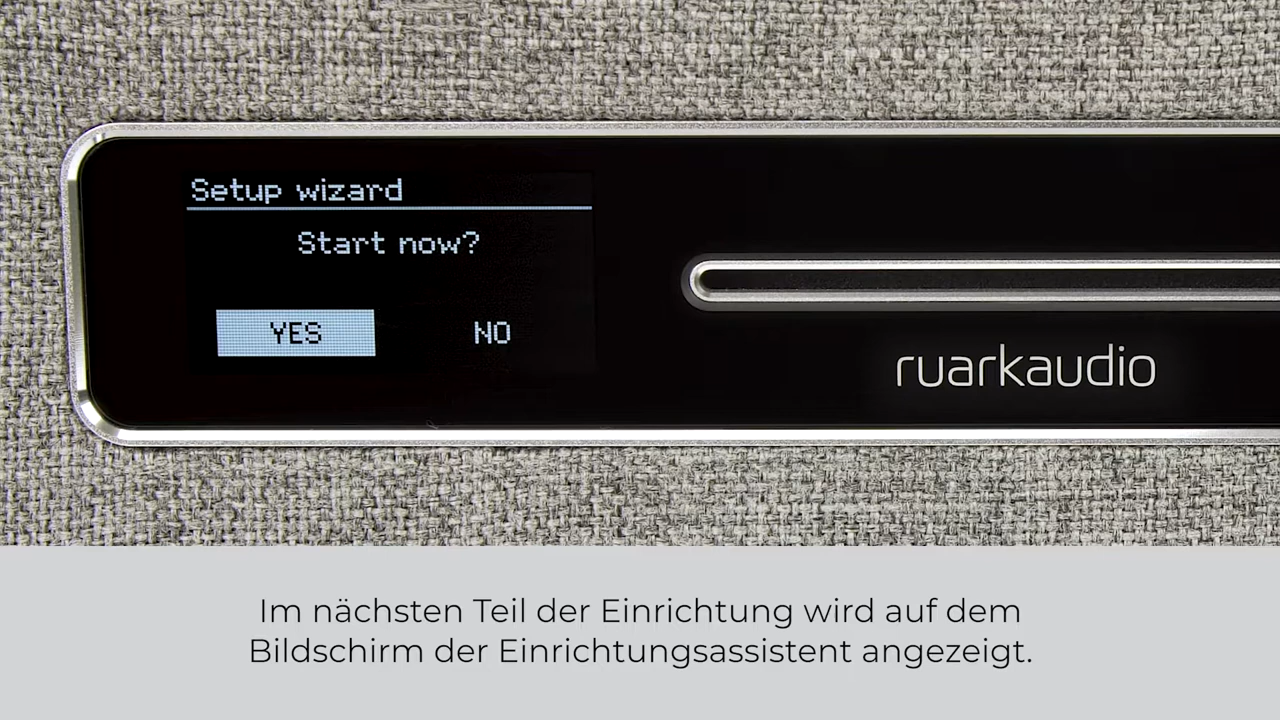 Setup wizard
Start now?
YES NO
ruarkaudio
Im nächsten Teil der Einrichtung wird auf dem
Bildschirm der Einrichtungsassistent angezeigt.